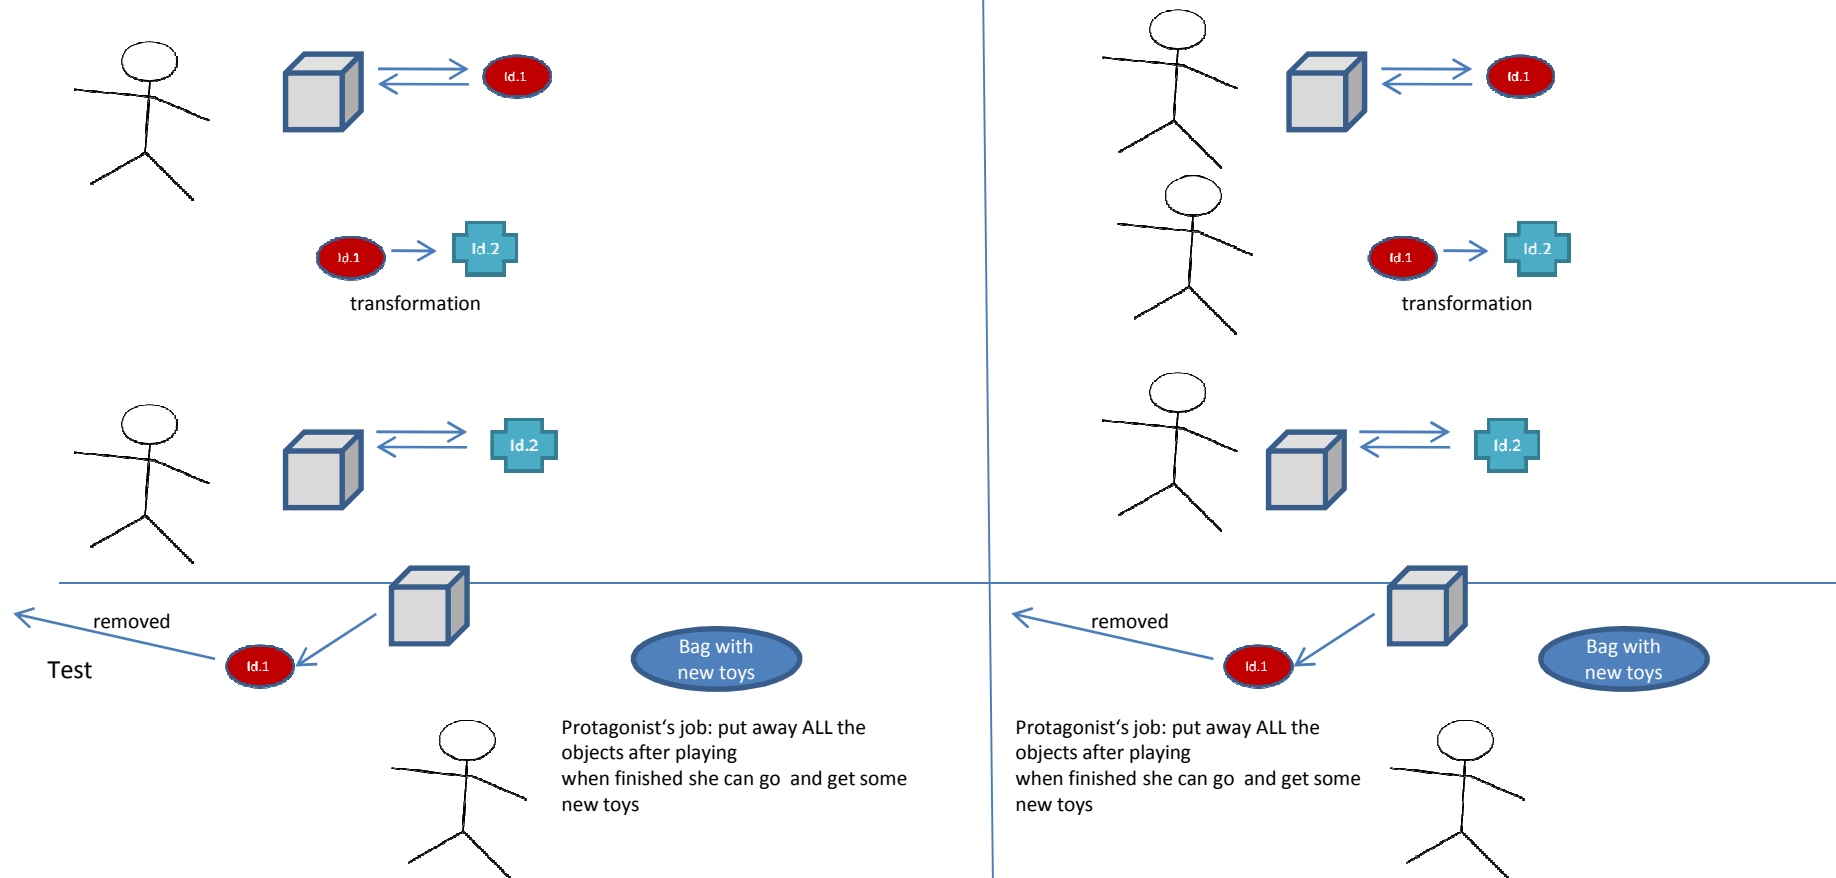 Id.1
Id.1
Id.2
transformation
Id.2
removed
Id.1
Test
Bag with
new toys
Protagonist‘s job: put away ALL the
objects after playing
when finished she can go  and get some
new toys
Id.1
Id.1
Id.2
transformation
Id.2
removed
Id.1
Bag with
new toys
Protagonist‘s job: put away ALL the
objects after playing
when finished she can go  and get some
new toys